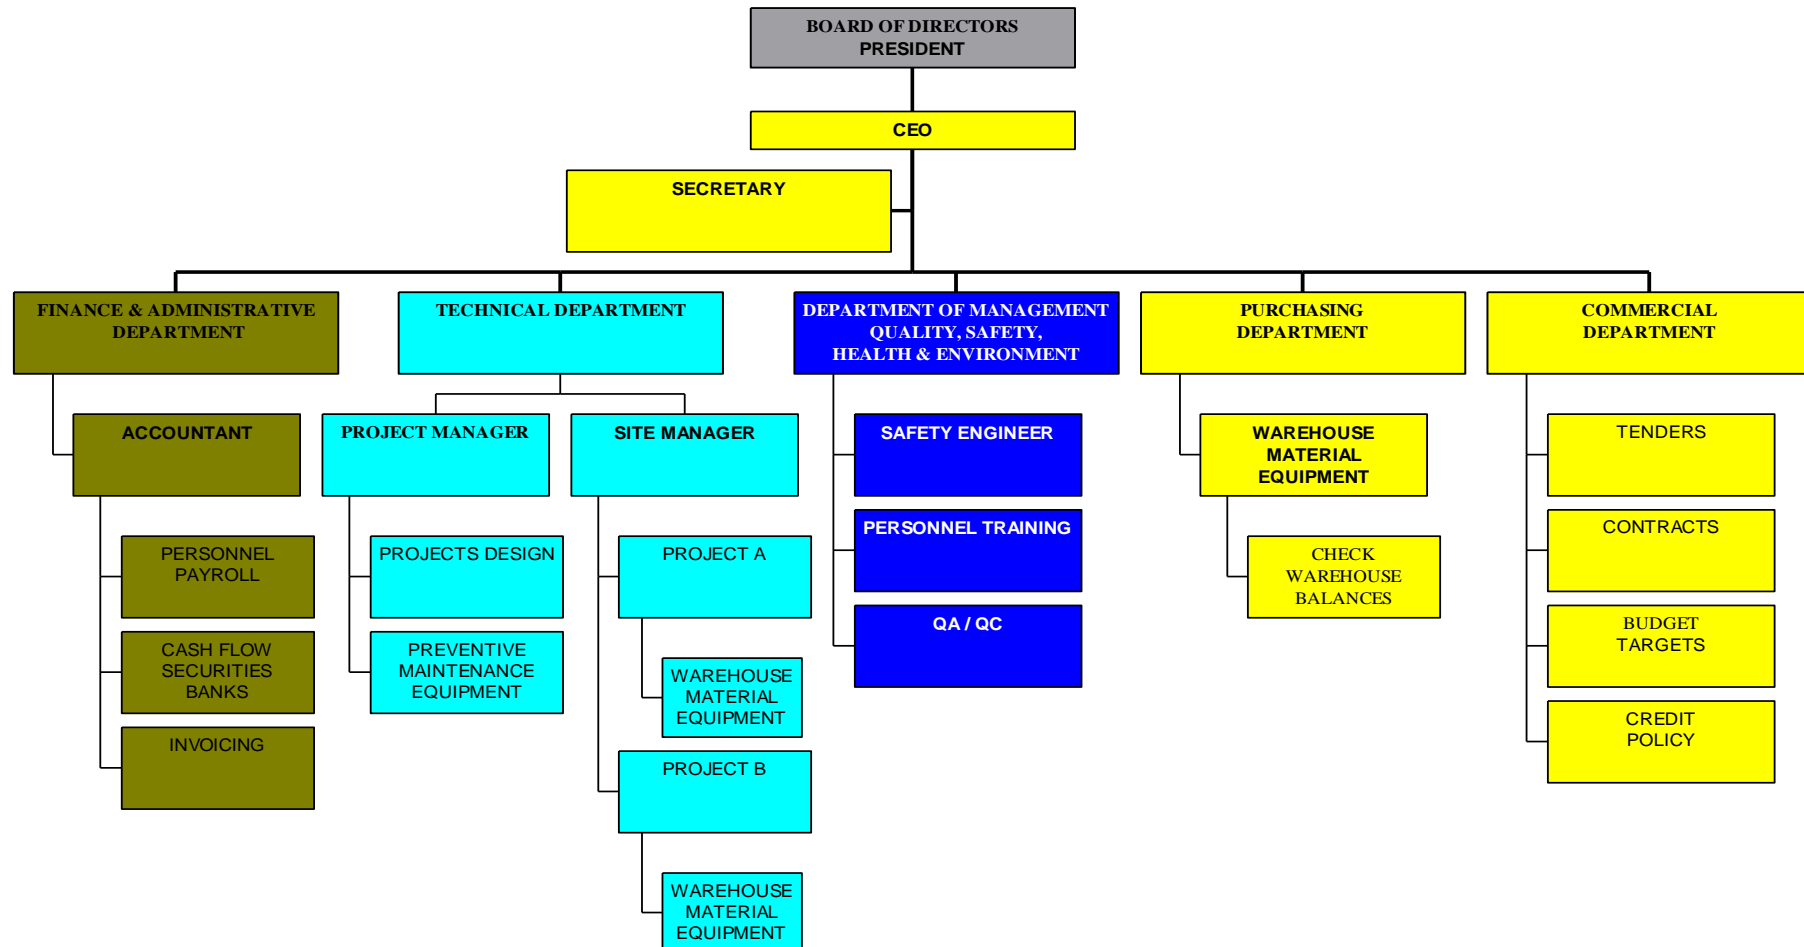 BOARD OF DIRECTORS
PRESIDENT
CEO
SECRETARY
FINANCE & ADMINISTRATIVE
DEPARTMENT
TECHNICAL DEPARTMENT
DEPARTMENT OF MANAGEMENT
QUALITY, SAFETY,
HEALTH & ENVIRONMENT
PURCHASING
DEPARTMENT
COMMERCIAL
DEPARTMENT
ACCOUNTANT
PROJECT MANAGER
SITE MANAGER
SAFETY ENGINEER
WAREHOUSE
MATERIAL
EQUIPMENT
TENDERS
PERSONNEL TRAINING
CONTRACTS
PERSONNEL
PAYROLL
PROJECTS DESIGN
PROJECT A
CHECK
WAREHOUSE
BALANCES
CASH FLOW
SECURITIES
BANKS
PREVENTIVE
MAINTENANCE
EQUIPMENT
WAREHOUSE
MATERIAL
EQUIPMENT
QA / QC
BUDGET
TARGETS
INVOICING
PROJECT B
CREDIT
POLICY
WAREHOUSE
MATERIAL
EQUIPMENT